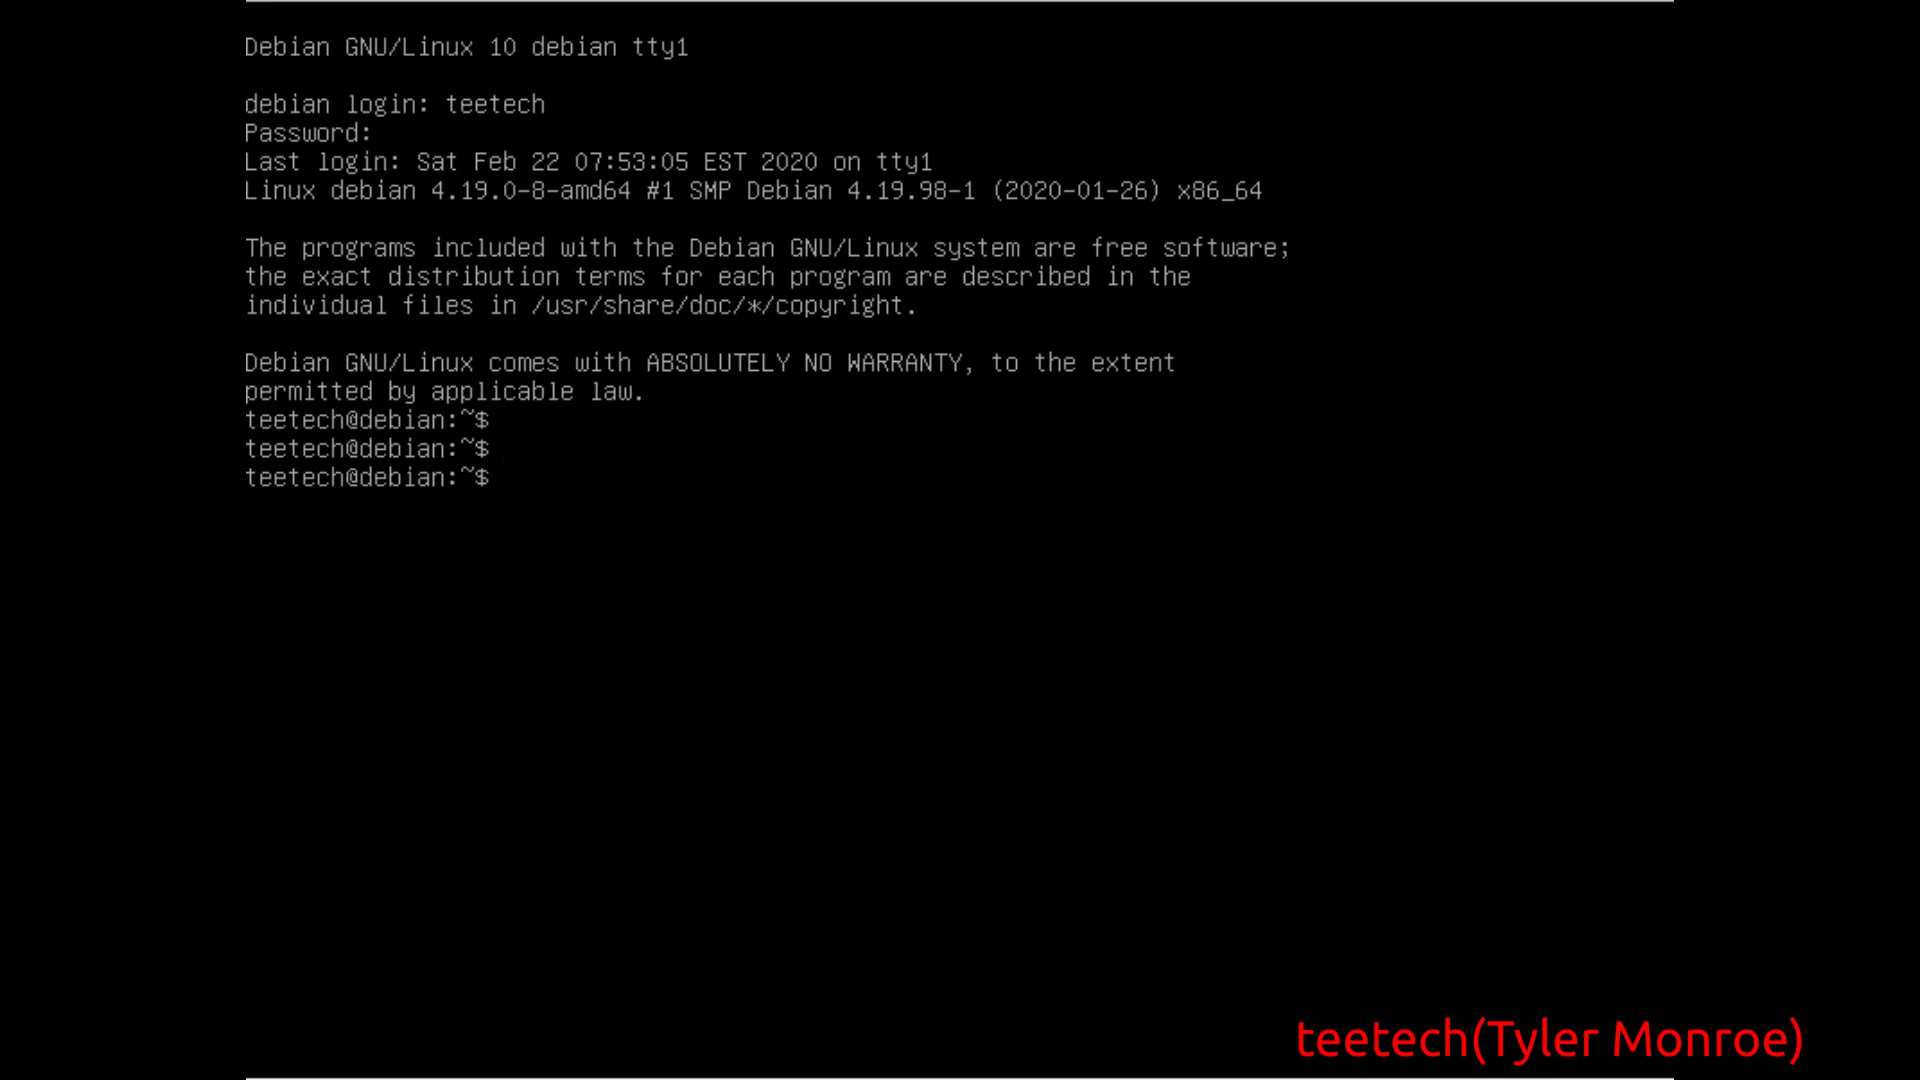 Debian GNU/Linux 10 debian tty1
debian login: teetech
Password:
Last login: Sat Feb 22 07:53:05 EST 2020 on tty1
Linux debian 4.19.0-8-amd64 #1 SMP Debian 4.19.98-1 (2020-01-26) x86_64
The programs included with the Debian GNU/Linux system are free software;
the exact distribution terms for each program are described in the
individual files in /usr/share/doc/*/copyright.
Debian GNU/Linux comes with ABSOLUTELY NO WARRANTY, to the extent
permitted by applicable law.
teetech@debian:~$
teetech@debian:~$
teetech@debian:~$
teetech(Tyler Monroe)